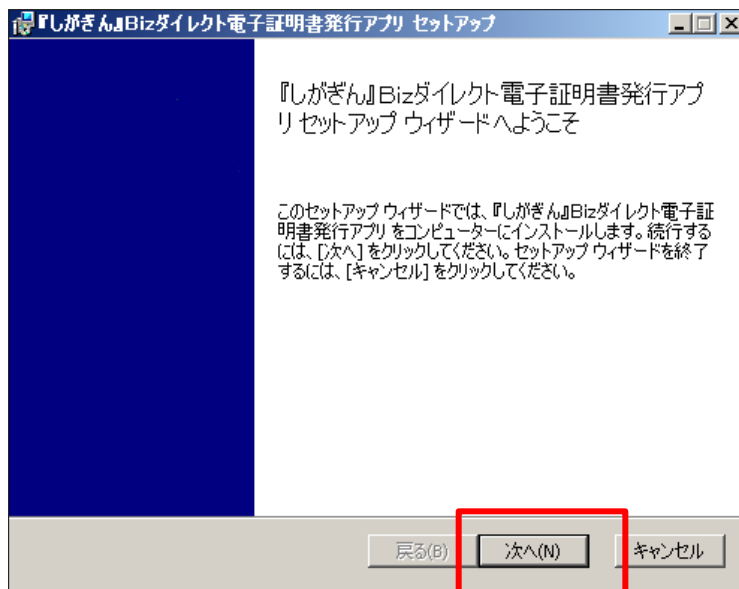 『しがぎん』Bizダイレクト電子証明書発行アプリ セットアップ
『しがぎん』Bizダイレクト電子証明書発行アプ
リ セットアップ ウィザードへようこそ
このセットアップ ウィザードでは、『しがぎん』Bizダイレクト電子証
明書発行アプリ をコンピューターにインストールします。続行する
には、[次へ] をクリックしてください。セットアップ ウィザードを終了
するには、[キャンセル] をクリックしてください。
戻る(B)
次へ(N)
キャンセル